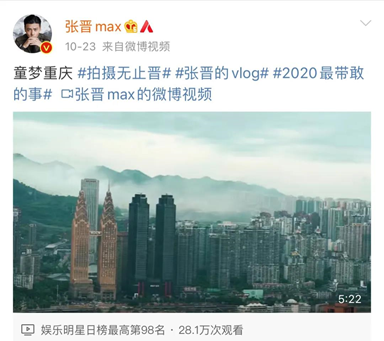 张晋max
10-23 来自微博视频
童梦重庆 #拍摄无止晋# #张晋的vlog# #2020最带敢
的事# 张晋max的微博视频
5:22
娱乐明星日榜最高第98名 · 28.1万次观看